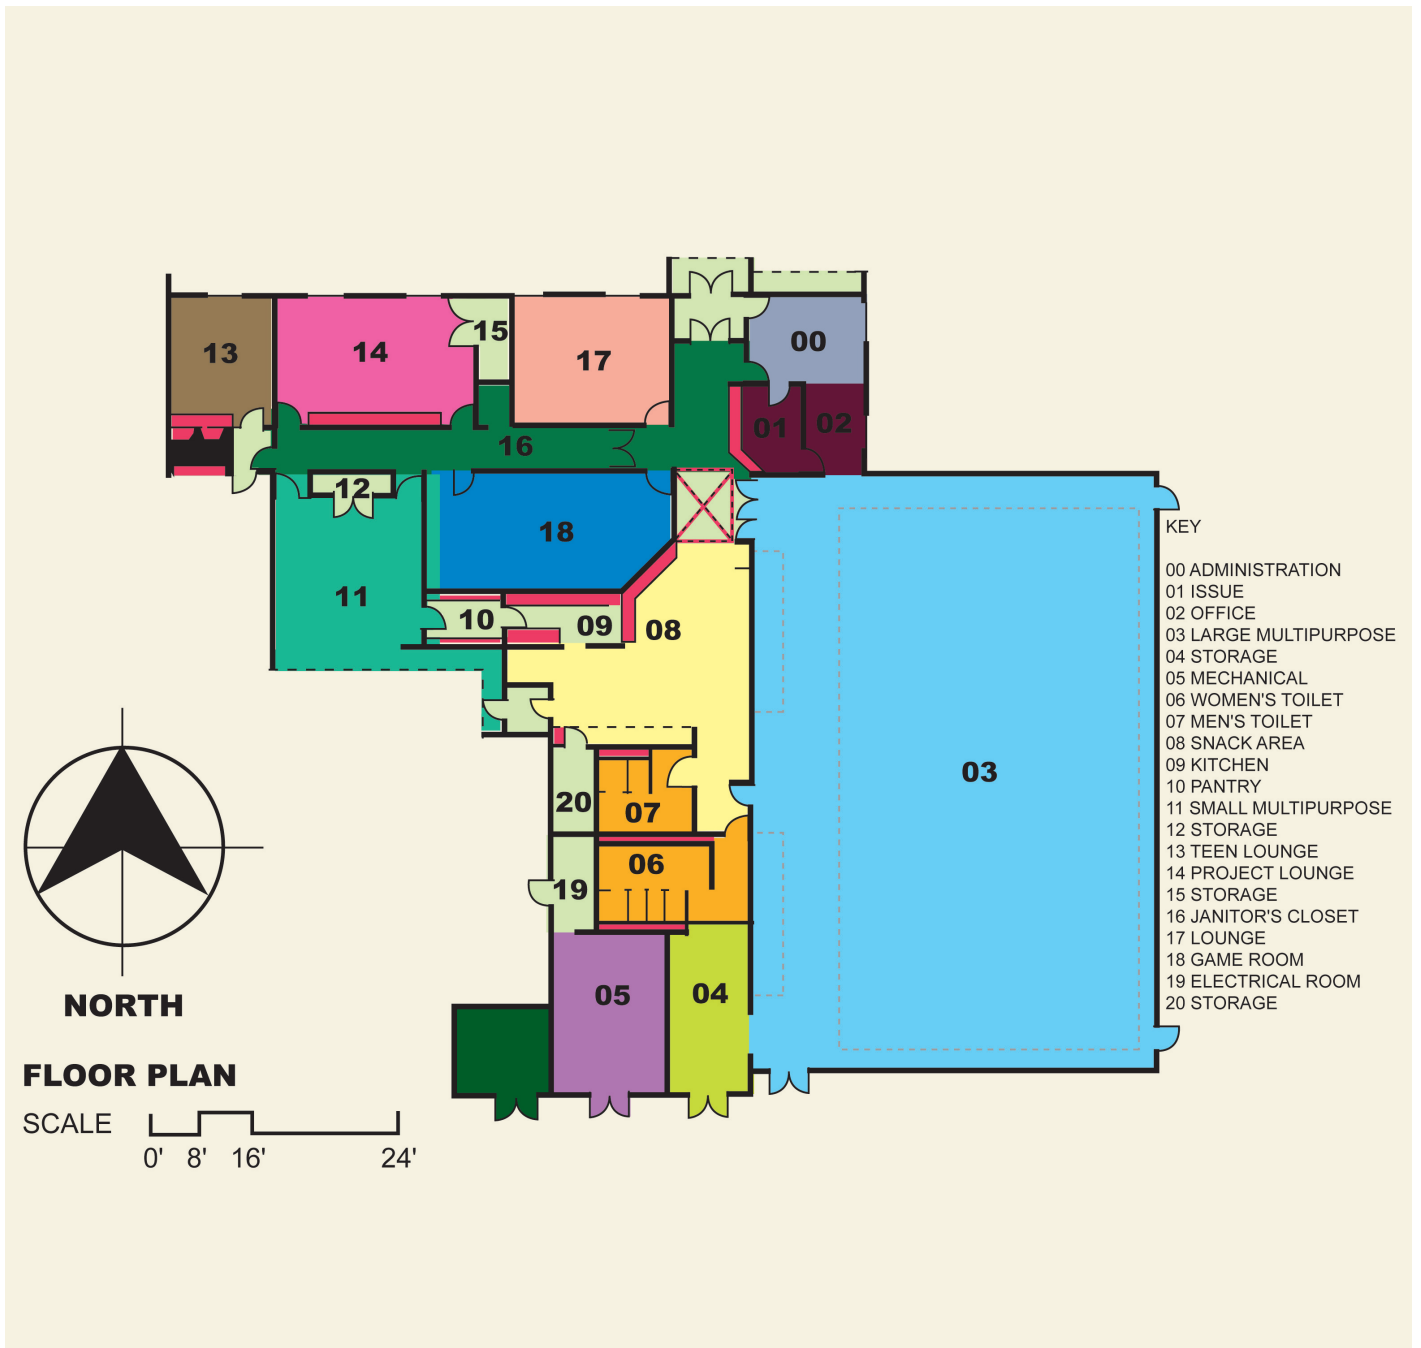 13
14
15
17
00
01
02
16
12
18
11
10
09
08
03
20
07
06
19
05
04
KEY
00 ADMINISTRATION
01 ISSUE
02 OFFICE
03 LARGE MULTIPURPOSE
04 STORAGE
05 MECHANICAL
06 WOMEN'S TOILET
07 MEN'S TOILET
08 SNACK AREA
09 KITCHEN
10 PANTRY
11 SMALL MULTIPURPOSE
12 STORAGE
13 TEEN LOUNGE
14 PROJECT LOUNGE
15 STORAGE
16 JANITOR'S CLOSET
17 LOUNGE
18 GAME ROOM
19 ELECTRICAL ROOM
20 STORAGE
NORTH
FLOOR PLAN
SCALE
0' 8' 16' 24'